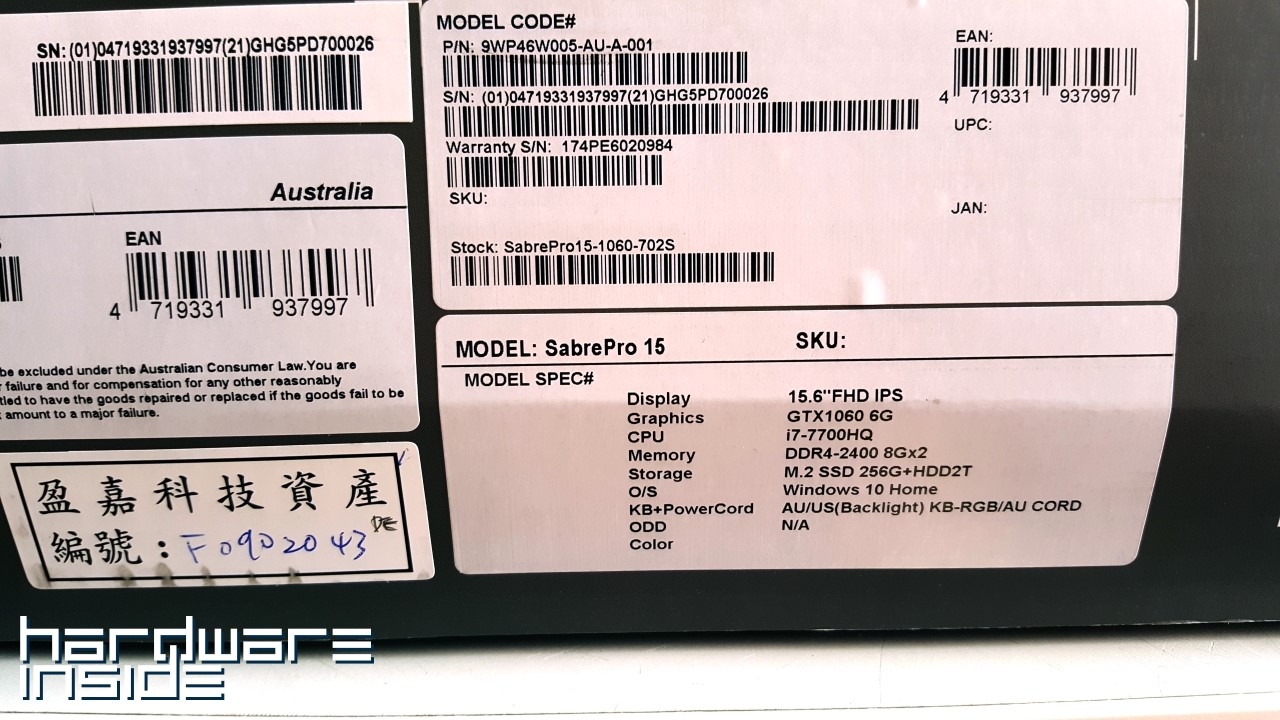 SN: (01)04719331937997(21)GHG5PD700026
Australia
EAN
4 719331 937997
be excluded under the Australian Consumer Law.You are
failure and for compensation for any other reasonably
tled to have the goods repaired or replaced if the goods fail to be
amount to a major failure.
盈嘉科技資產
編號：F0902043
MODEL CODE#
P/N: 9WP46W005-AU-A-001
S/N: (01)04719331937997(21)GHG5PD700026
Warranty S/N: 174PE6020984
SKU:
Stock: SabrePro15-1060-702S
EAN:
4 719331 937997
UPC:
JAN:
MODEL: SabrePro 15 SKU:
MODEL SPEC#
Display 15.6"FHD IPS
Graphics GTX1060 6G
CPU i7-7700HQ
Memory DDR4-2400 8Gx2
Storage M.2 SSD 256G+HDD2T
O/S Windows 10 Home
KB+PowerCord AU/US(Backlight) KB-RGB/AU CORD
ODD N/A
Color
hardware
inside